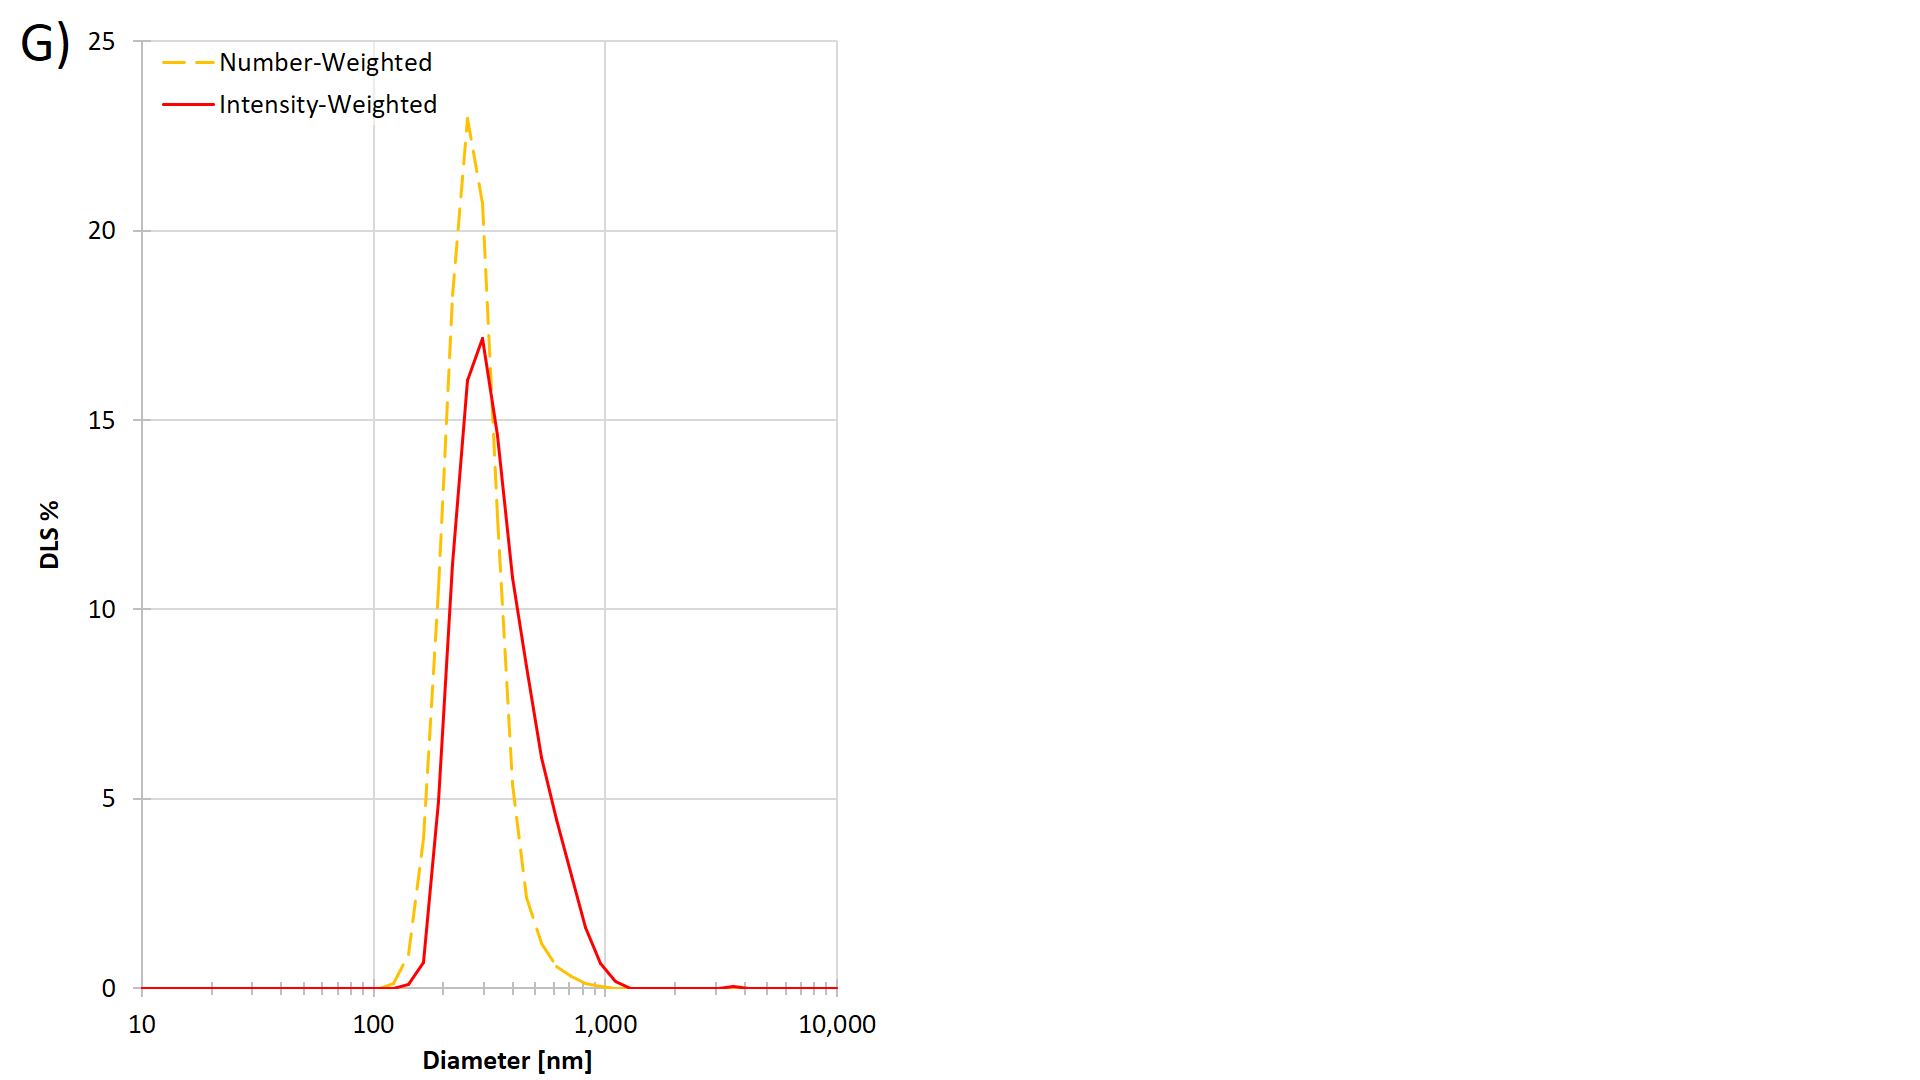 G)
25
Number-Weighted
Intensity-Weighted
20
15
DLS %
10
5
0
10 100 1,000 10,000
Diameter [nm]